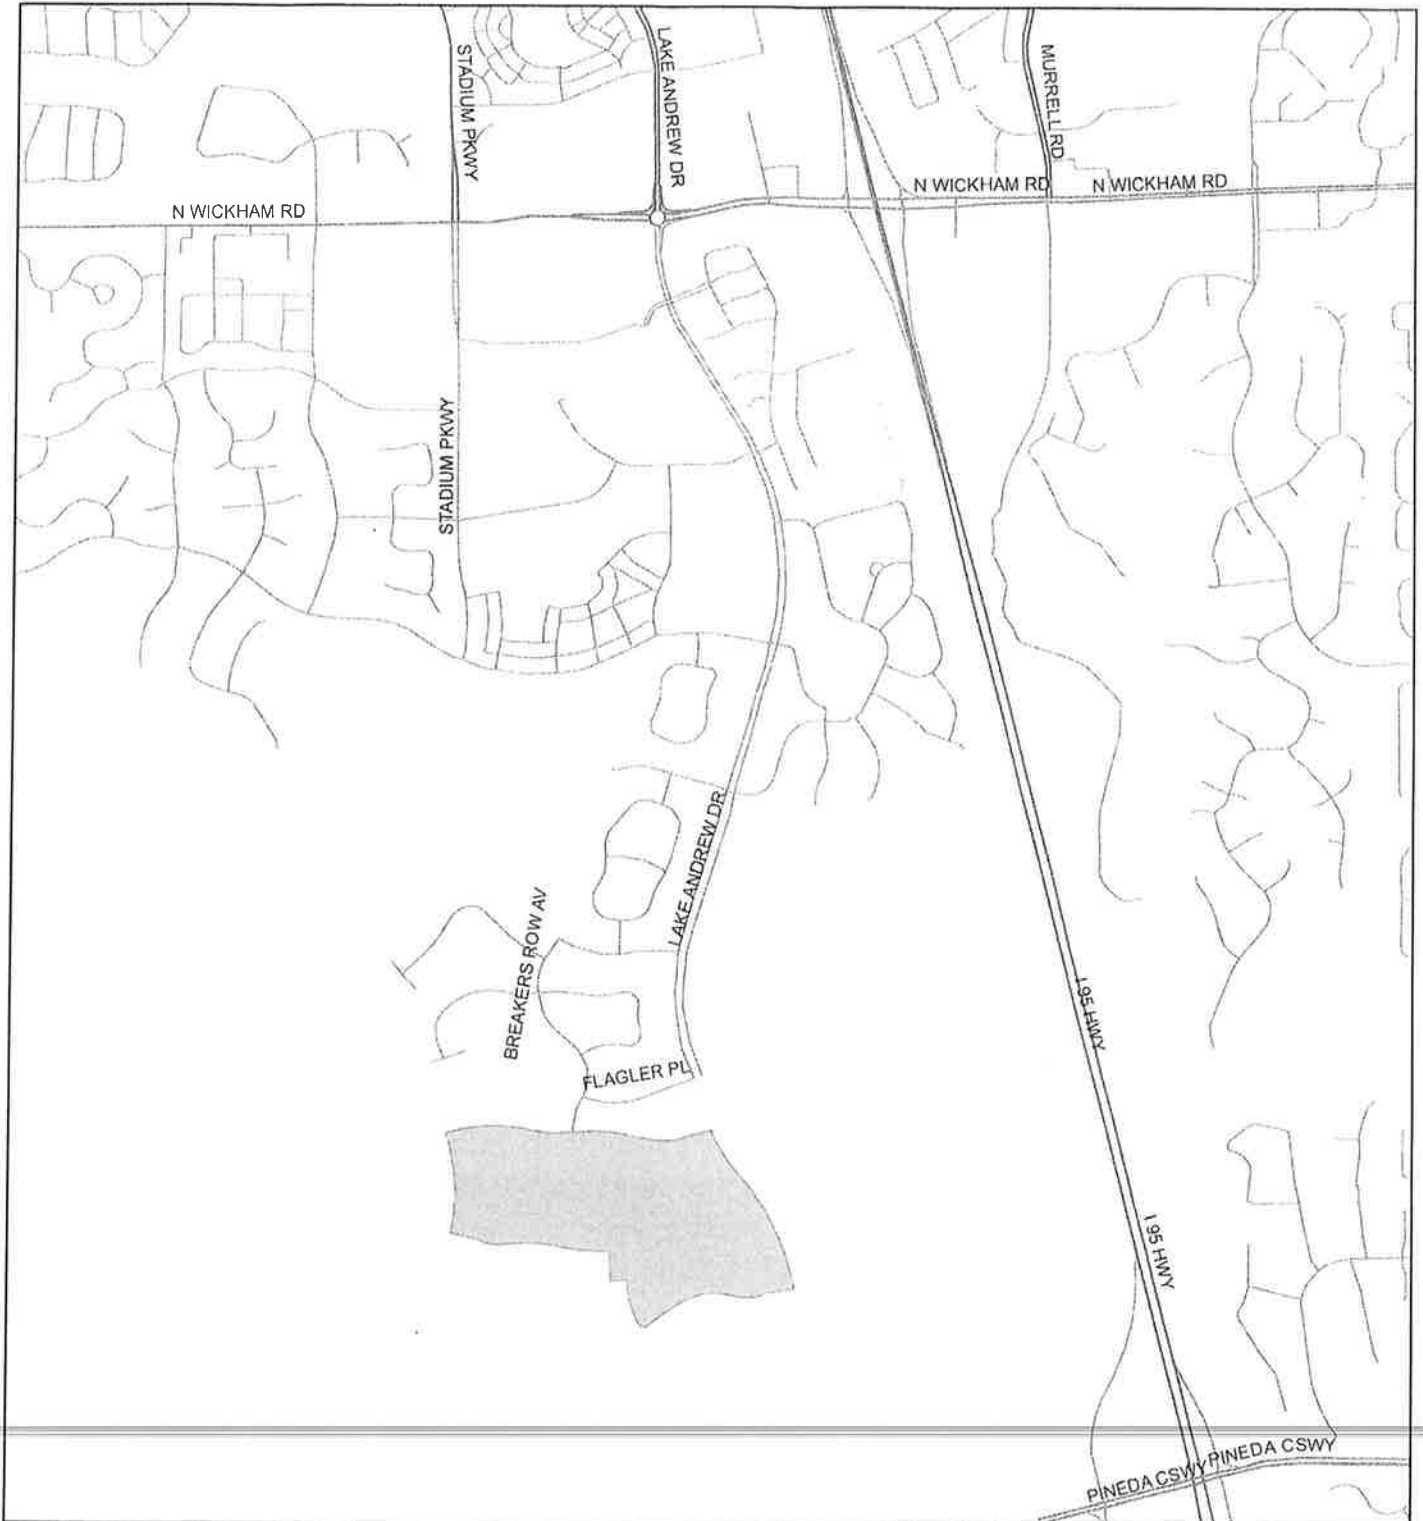 STADIUM PKWY
LAKE ANDREW DR
MURRELL RD
N WICKHAM RD
N WICKHAM RD
N WICKHAM RD
STADIUM PKWY
LAKE ANDREW DR
BREAKERS ROW AV
I 95 HWY
FLAGLER PL
I 95 HWY
PINEDA CSWY
PINEDA CSWY